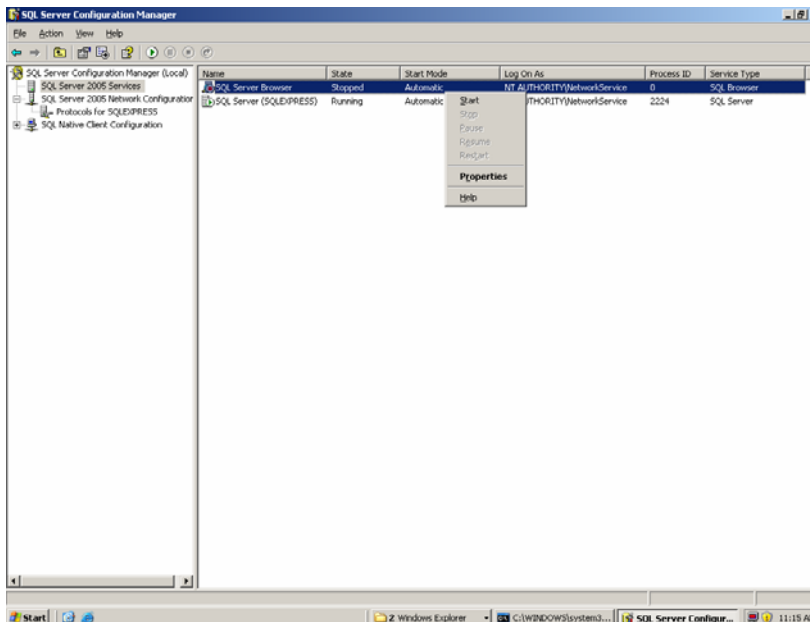 SQL Server Configuration Manager
File Action View Help
SQL Server Configuration Manager (Local)
SQL Server 2005 Services
SQL Server 2005 Network Configuration
Protocols for SQLEXPRESS
SQL Native Client Configuration
Name State Start Mode Log On As Process ID Service Type
SQL Server Browser Stopped Automatic NT AUTHORITY\NetworkService 0 SQL Browser
SQL Server (SQLEXPRESS) Running Automatic THORITY\NetworkService 2224 SQL Server
Start
Stop
Pause
Resume
Restart
Properties
Help
Start 2 Windows Explorer C:\WINDOWS\system3... SQL Server Configur... 11:15 A